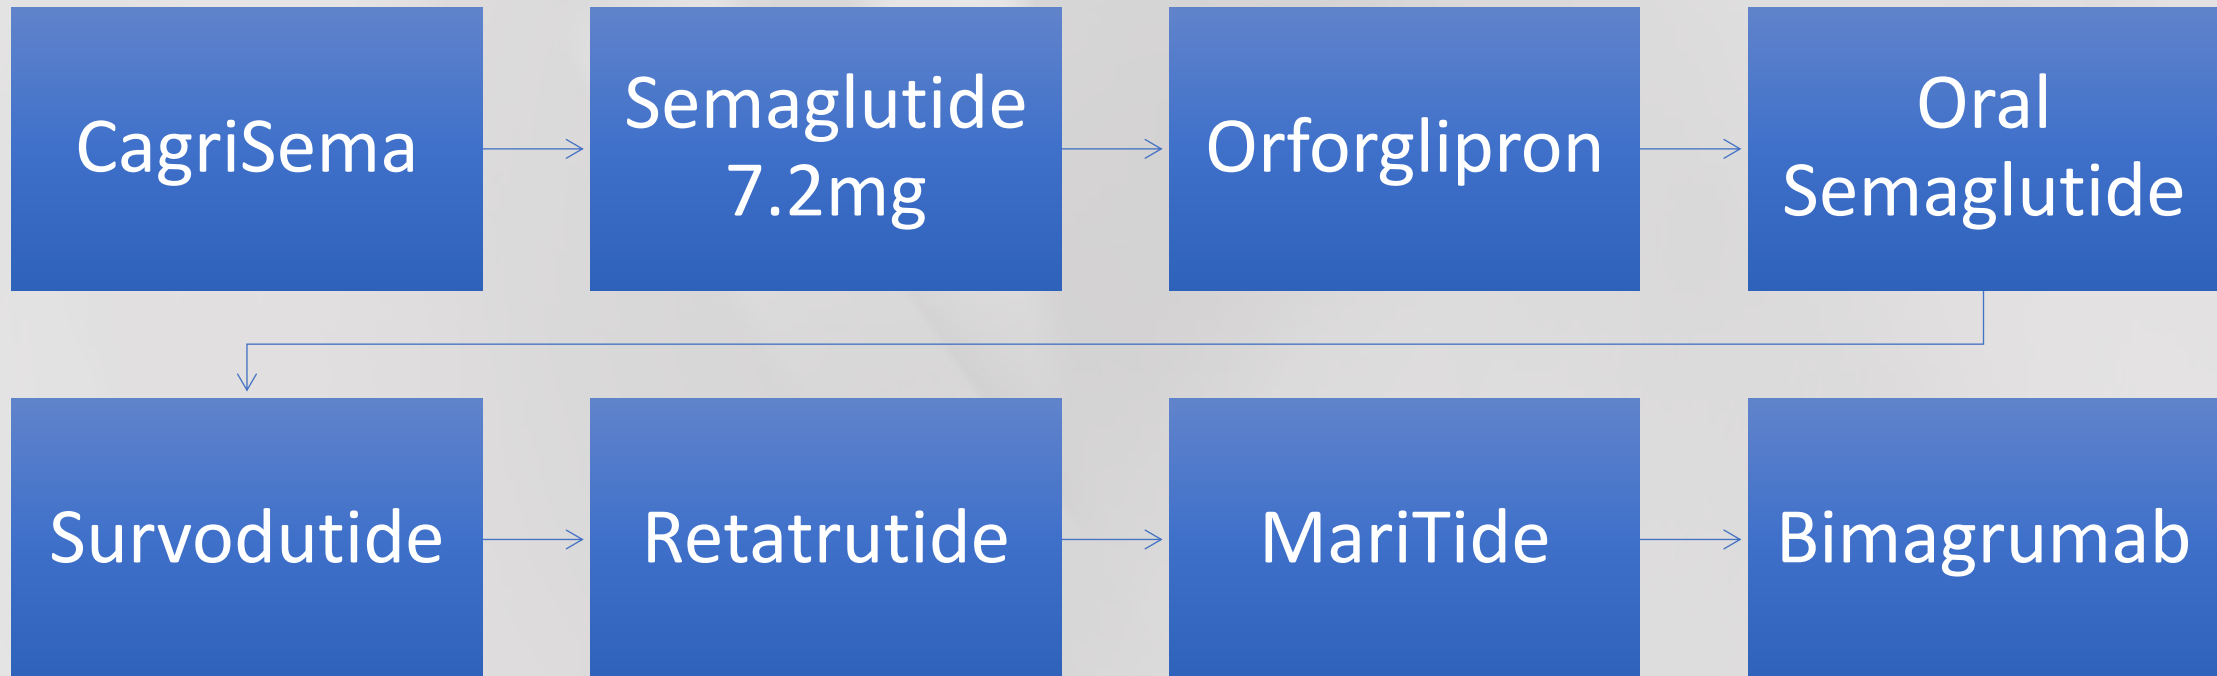 CagriSema
Semaglutide
7.2mg
Orforglipron
Oral
Semaglutide
Survodutide
Retatrutide
MariTide
Bimagrumab